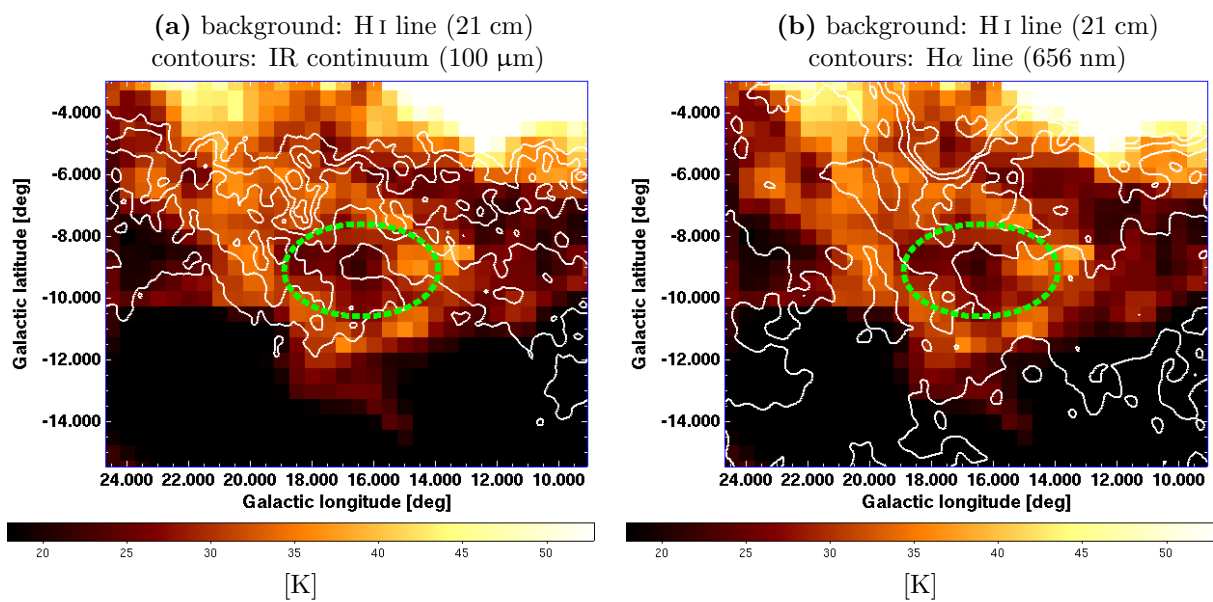 (a) background: H I line (21 cm)
contours: IR continuum (100 μm)
-4.000
-6.000
-8.000
-10.000
-12.000
-14.000
Galactic latitude [deg]
24.000 22.000 20.000 18.000 16.000 14.000 12.000 10.000
Galactic longitude [deg]
20 25 30 35 40 45 50
[K]
(b) background: H I line (21 cm)
contours: Hα line (656 nm)
-4.000
-6.000
-8.000
-10.000
-12.000
-14.000
Galactic latitude [deg]
24.000 22.000 20.000 18.000 16.000 14.000 12.000 10.000
Galactic longitude [deg]
20 25 30 35 40 45 50
[K]